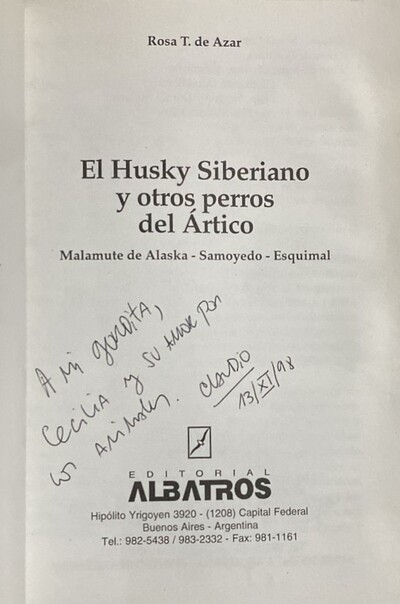 Rosa T. de Azar
El Husky Siberiano
y otros perros
del Ártico
Malamute de Alaska - Samoyedo - Esquimal
A mi gordita,
Cecilia y su amor por
los animales. Claudio
13/XI/98
EDITORIAL
ALBATROS
Hipólito Yrigoyen 3920 - (1208) Capital Federal
Buenos Aires - Argentina
Tel.: 982-5438 / 983-2332 - Fax: 981-1161